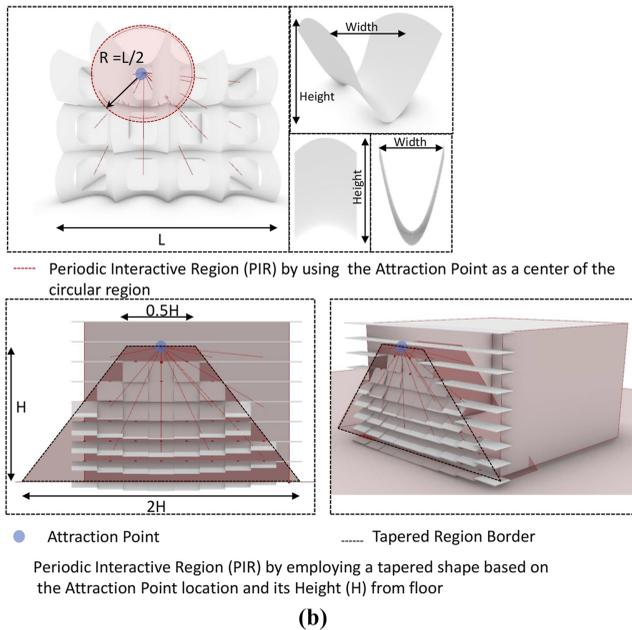 R =L/2
L
Width
Height
Height
Width
Periodic Interactive Region (PIR) by using the Attraction Point as a center of the
circular region
0.5H
H
2H
Attraction Point
Tapered Region Border
Periodic Interactive Region (PIR) by employing a tapered shape based on
the Attraction Point location and its Height (H) from floor
(b)